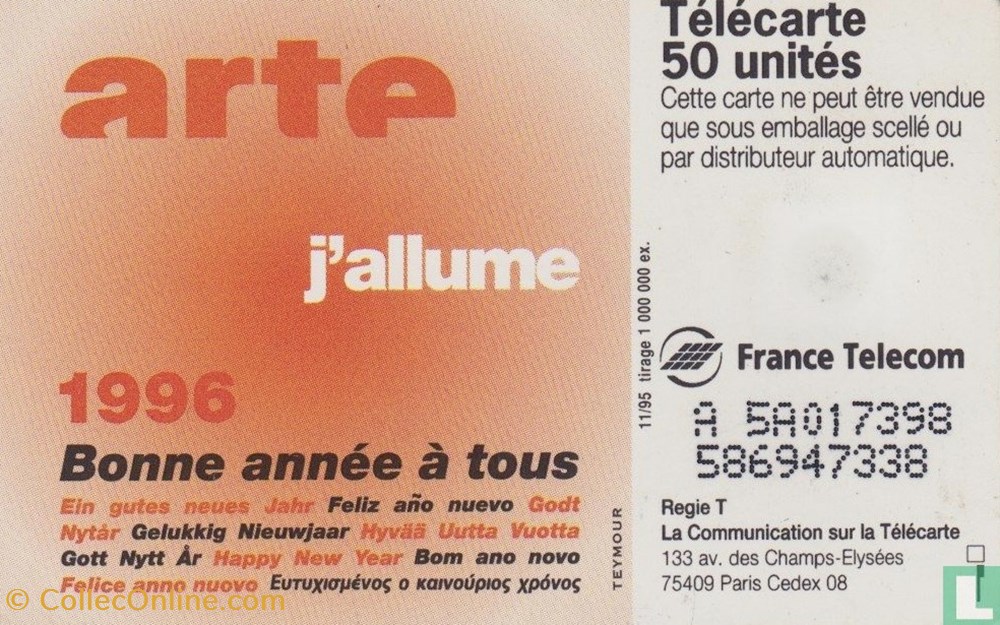 arte
j'allume
1996
Bonne année à tous
Ein gutes neues Jahr Feliz año nuevo Godt
Nytår Gelukkig Nieuwjaar Hyvää Uutta Vuotta
Gott Nytt År Happy New Year Bom ano novo
Felice anno nuovo Ευτυχισμένος ο καινούριος χρόνος
TEYMOUR
Télécarte
50 unités
Cette carte ne peut être vendue
que sous emballage scellé ou
par distributeur automatique.
11/95 tirage 1 000 000 ex.
France Telecom
A 5A017398
586947338
Regie T
La Communication sur la Télécarte
133 av. des Champs-Elysées
75409 Paris Cedex 08
© CollecOnline.com
L